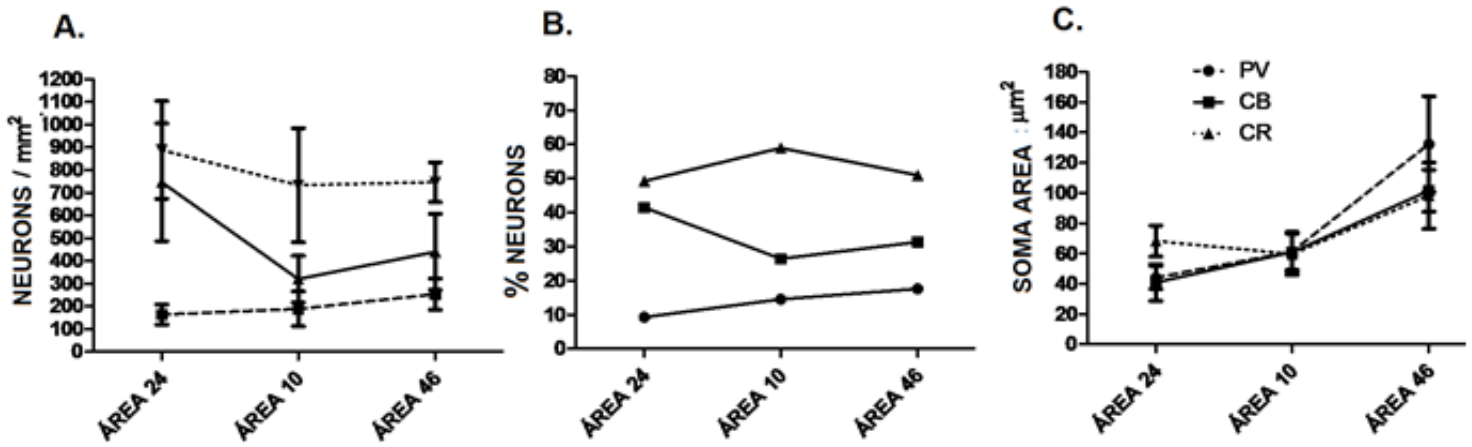 A.
NEURONS / mm²
1200
1100
1000
900
800
700
600
500
400
300
200
100
0
ÁREA 24
ÁREA 10
ÁREA 46
B.
% NEURONS
80
70
60
50
40
30
20
10
0
ÁREA 24
ÁREA 10
ÁREA 46
C.
SOMA AREA : µm²
180
160
140
120
100
80
60
40
20
0
PV
CB
CR
ÁREA 24
ÁREA 10
ÁREA 46